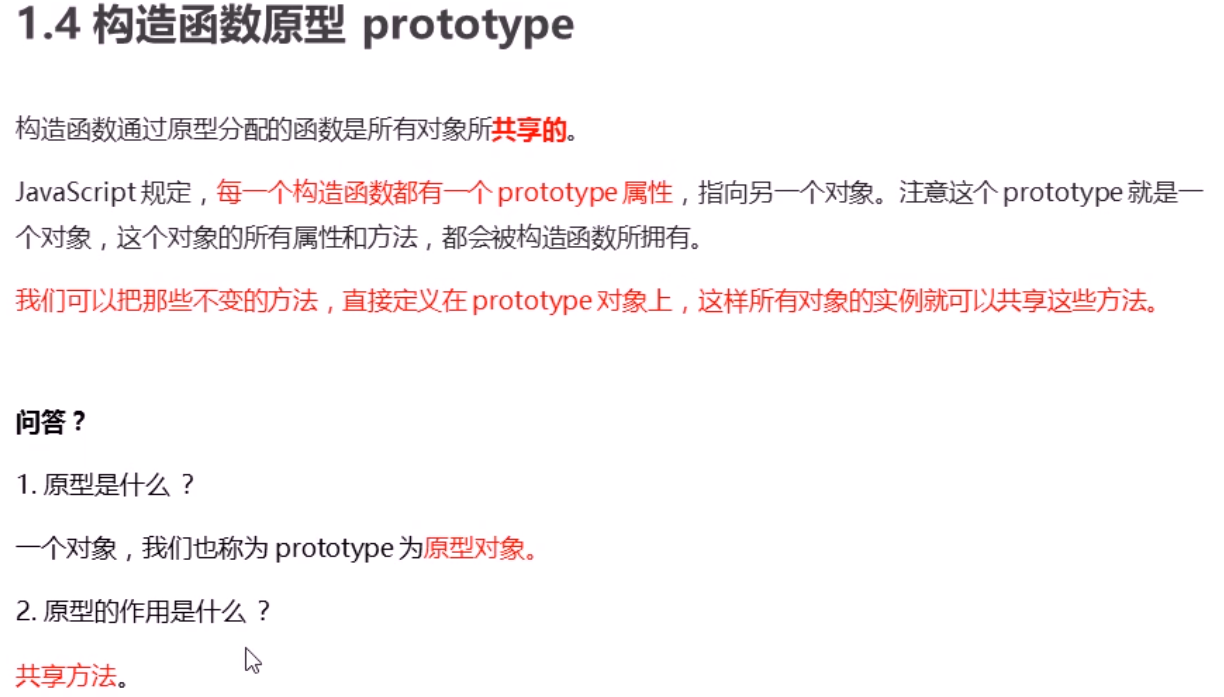 1.4 构造函数原型 prototype
构造函数通过原型分配的函数是所有对象所共享的。
JavaScript 规定，每一个构造函数都有一个 prototype 属性，指向另一个对象。注意这个 prototype 就是一
个对象，这个对象的所有属性和方法，都会被构造函数所拥有。
我们可以把那些不变的方法，直接定义在 prototype 对象上，这样所有对象的实例就可以共享这些方法。
问答？
1. 原型是什么 ？
一个对象，我们也称为 prototype 为原型对象。
2. 原型的作用是什么 ？
共享方法。